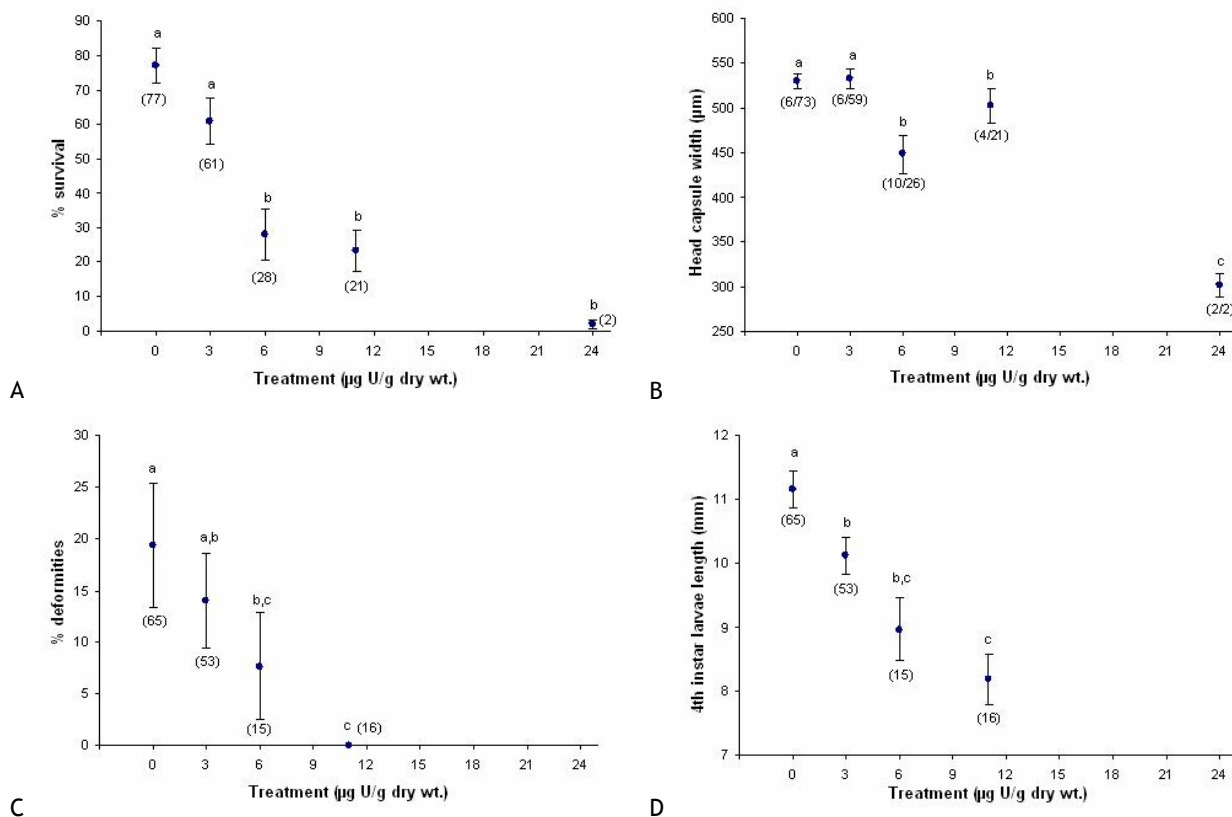 90
80
70
60
50
40
30
20
10
0
% survival
a
(77)
a
(61)
b
(28)
b
(21)
b
(2)
0 3 6 9 12 15 18 21 24
Treatment (µg U/g dry wt.)
A
600
550
500
450
400
350
300
250
Head capsule width (µm)
a
(6/73)
a
(6/59)
b
(10/26)
b
(4/21)
c
(2/2)
0 3 6 9 12 15 18 21 24
Treatment (µg U/g dry wt.)
B
30
25
20
15
10
5
0
% deformities
a
(65)
a,b
(53)
b,c
(15)
c (16)
0 3 6 9 12 15 18 21 24
Treatment (µg U/g dry wt.)
C
12
11
10
9
8
7
4th instar larvae length (mm)
a
(65)
b
(53)
b,c
(15)
c
(16)
0 3 6 9 12 15 18 21 24
Treatment (µg U/g dry wt.)
D